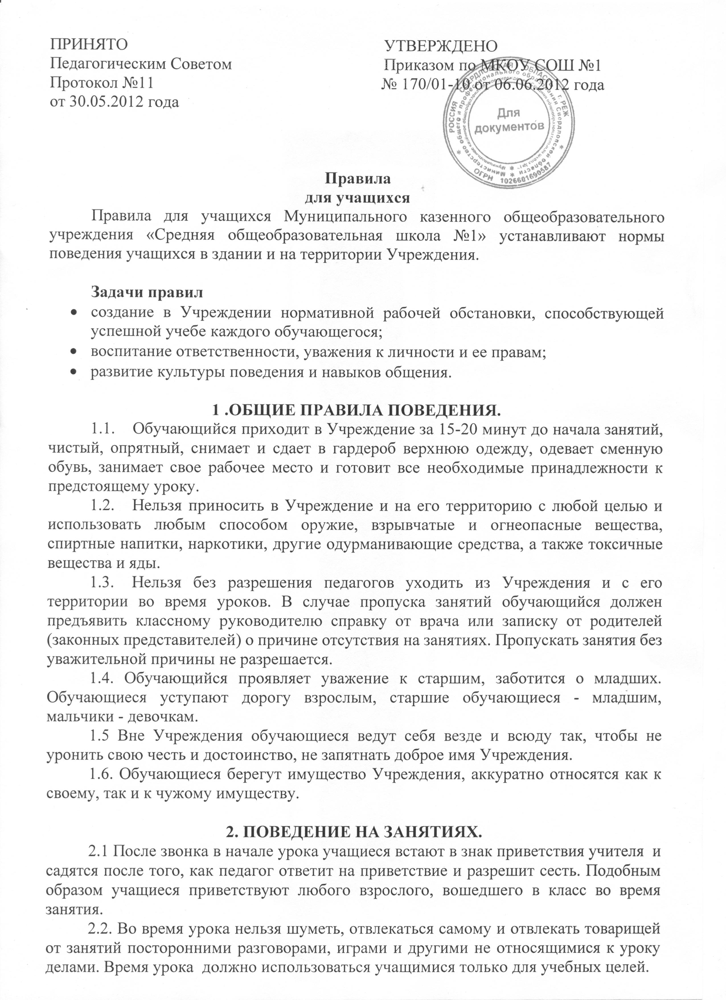 ПРИНЯТО
Педагогическим Советом
Протокол №11
от 30.05.2012 года
УТВЕРЖДЕНО
Приказом по МКОУ СОШ №1
№ 170/01-10 от 06.06.2012 года
РОССИЯ СВЕРДЛОВСКАЯ ОБЛАСТЬ г. РЕЖ
* Министерство общего и профессионального образования Свердловской области *
ОГРН 1026601690587
Для
документов
Правила
для учащихся
Правила для учащихся Муниципального казенного общеобразовательного
учреждения «Средняя общеобразовательная школа №1» устанавливают нормы
поведения учащихся в здании и на территории Учреждения.
Задачи правил
• создание в Учреждении нормативной рабочей обстановки, способствующей
успешной учебе каждого обучающегося;
• воспитание ответственности, уважения к личности и ее правам;
• развитие культуры поведения и навыков общения.
1 .ОБЩИЕ ПРАВИЛА ПОВЕДЕНИЯ.
1.1. Обучающийся приходит в Учреждение за 15-20 минут до начала занятий,
чистый, опрятный, снимает и сдает в гардероб верхнюю одежду, одевает сменную
обувь, занимает свое рабочее место и готовит все необходимые принадлежности к
предстоящему уроку.
1.2. Нельзя приносить в Учреждение и на его территорию с любой целью и
использовать любым способом оружие, взрывчатые и огнеопасные вещества,
спиртные напитки, наркотики, другие одурманивающие средства, а также токсичные
вещества и яды.
1.3. Нельзя без разрешения педагогов уходить из Учреждения и с его
территории во время уроков. В случае пропуска занятий обучающийся должен
предъявить классному руководителю справку от врача или записку от родителей
(законных представителей) о причине отсутствия на занятиях. Пропускать занятия без
уважительной причины не разрешается.
1.4. Обучающийся проявляет уважение к старшим, заботится о младших.
Обучающиеся уступают дорогу взрослым, старшие обучающиеся - младшим,
мальчики - девочкам.
1.5 Вне Учреждения обучающиеся ведут себя везде и всюду так, чтобы не
уронить свою честь и достоинство, не запятнать доброе имя Учреждения.
1.6. Обучающиеся берегут имущество Учреждения, аккуратно относятся как к
своему, так и к чужому имуществу.
2. ПОВЕДЕНИЕ НА ЗАНЯТИЯХ.
2.1 После звонка в начале урока учащиеся встают в знак приветствия учителя и
садятся после того, как педагог ответит на приветствие и разрешит сесть. Подобным
образом учащиеся приветствуют любого взрослого, вошедшего в класс во время
занятия.
2.2. Во время урока нельзя шуметь, отвлекаться самому и отвлекать товарищей
от занятий посторонними разговорами, играми и другими не относящимися к уроку
делами. Время урока должно использоваться учащимися только для учебных целей.